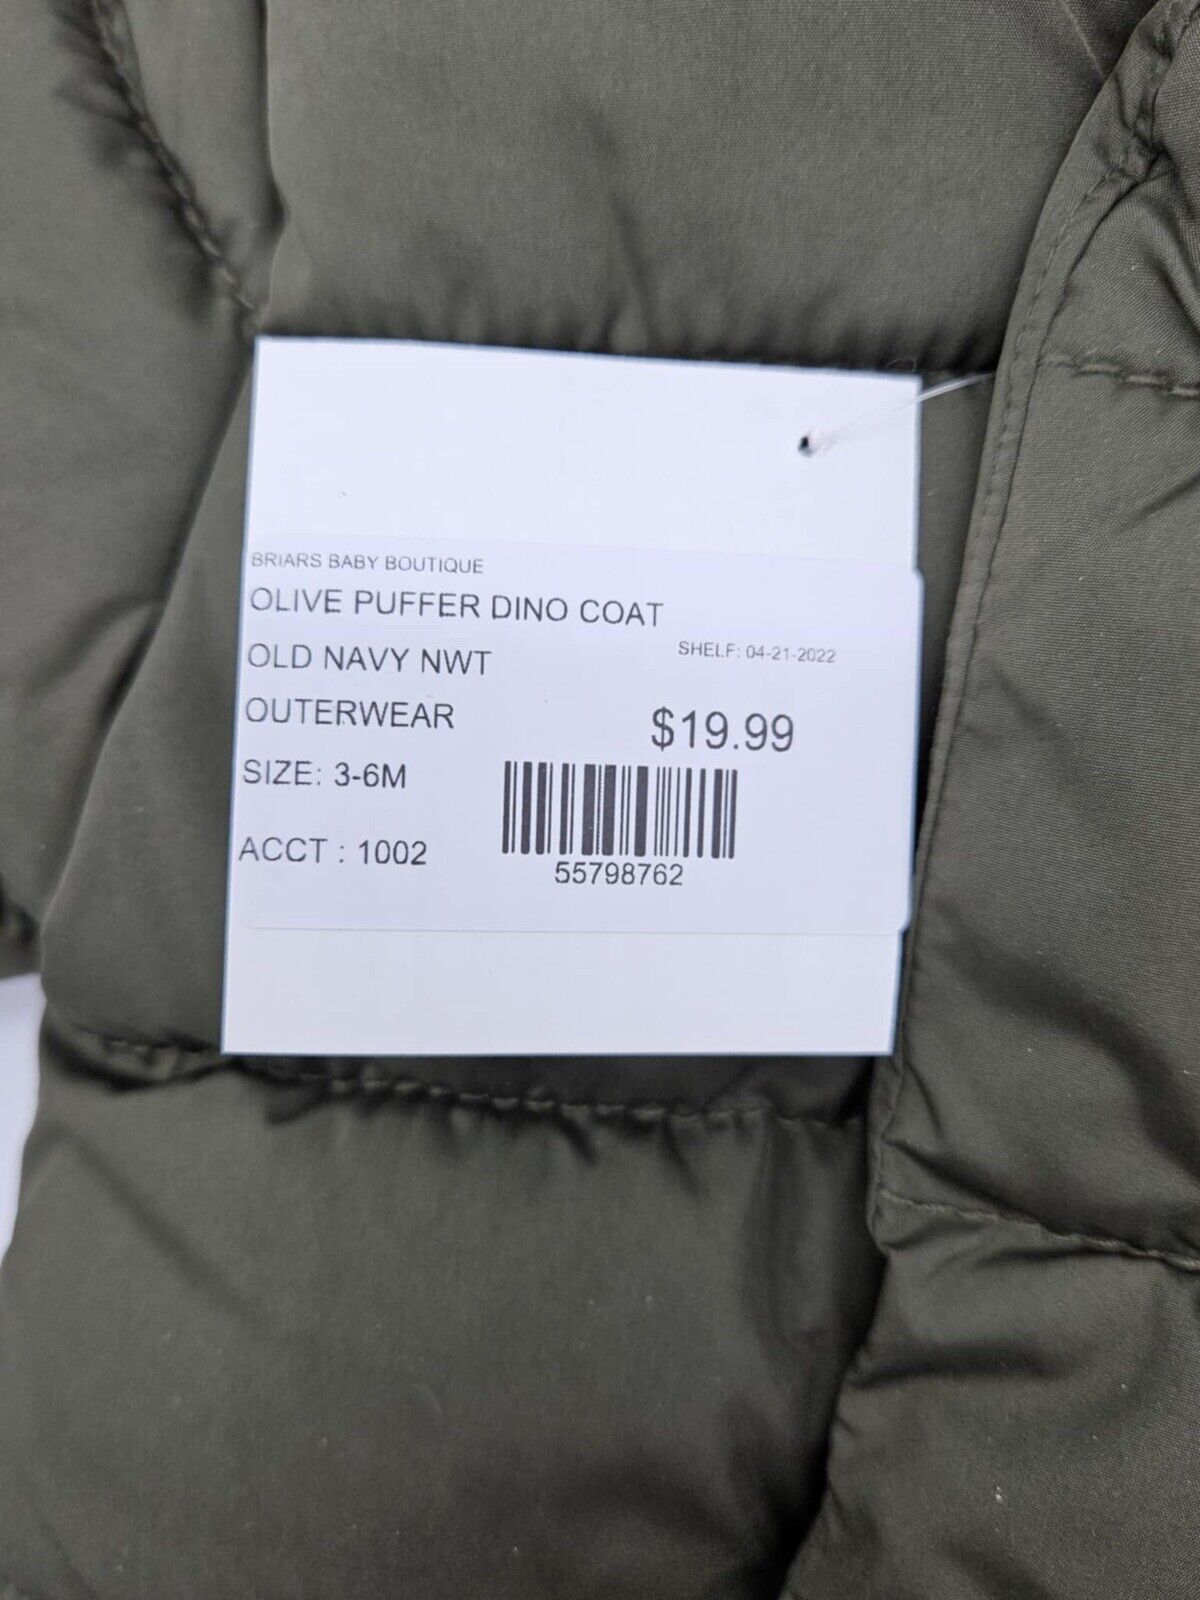 BRIARS BABY BOUTIQUE
OLIVE PUFFER DINO COAT
SHELF: 04-21-2022
OLD NAVY NWT
OUTERWEAR
$19.99
SIZE: 3-6M
ACCT : 1002
55798762